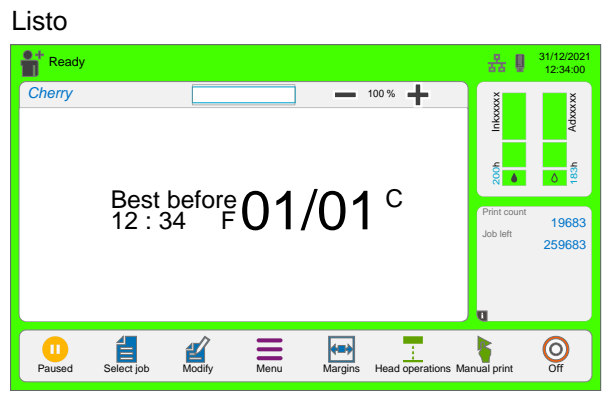 Listo
Ready
31/12/2021
12:34:00
Cherry
100 %
Inkxxxxx
Adxxxxx
200h
183h
Best before
12 : 34 F
01/01 C
Print count
19683
Job left
259683
i
Paused
Select job
Modify
Menu
Margins
Head operations
Manual print
Off